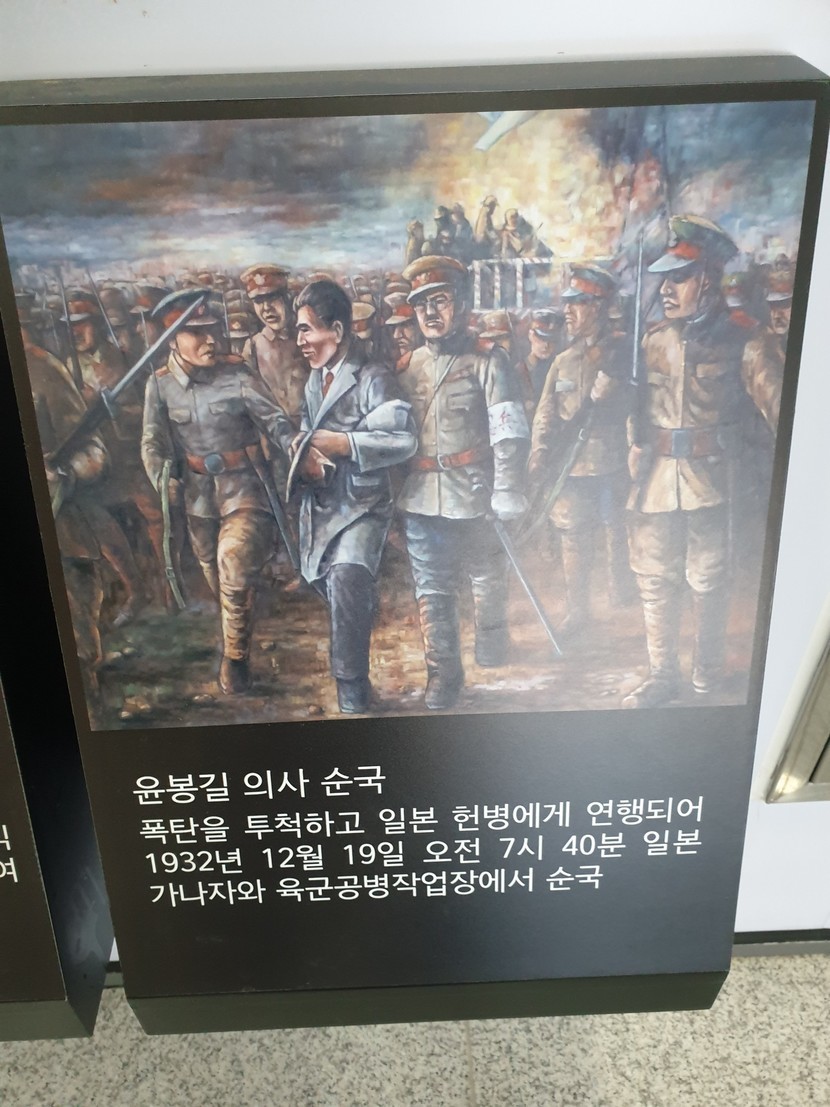 윤봉길 의사 순국
폭탄을 투척하고 일본 헌병에게 연행되어
1932년 12월 19일 오전 7시 40분 일본
가나자와 육군공병작업장에서 순국
여
兵